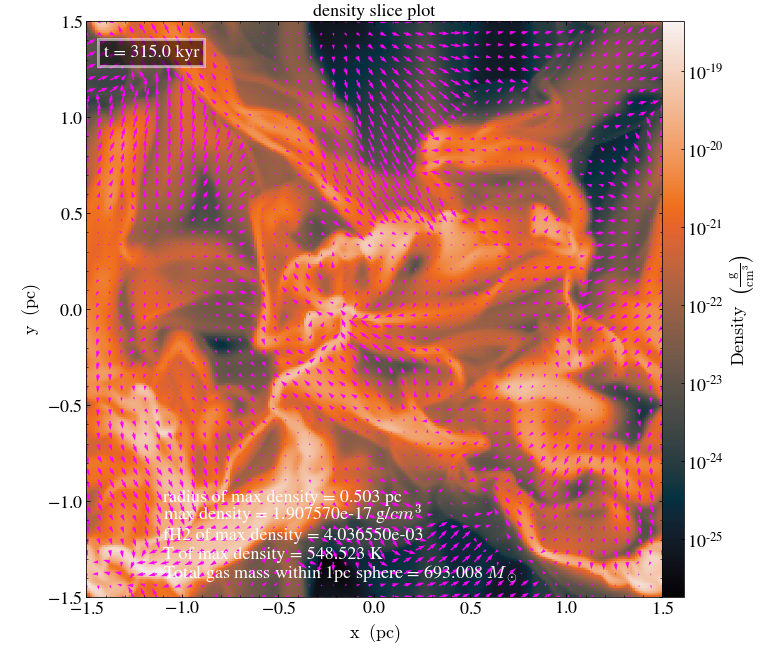 density slice plot
t = 315.0 kyr
1.5
1.0
0.5
0.0
−0.5
−1.0
−1.5
y (pc)
radius of max density = 0.503 pc
max density = 1.907570e-17 g/cm³
fH2 of max density = 4.036550e-03
T of max density = 548.523 K
Total gas mass within 1pc sphere = 693.008 M⊙
−1.5 −1.0 −0.5 0.0 0.5 1.0 1.5
x (pc)
10⁻¹⁹
10⁻²⁰
10⁻²¹
10⁻²²
10⁻²³
10⁻²⁴
10⁻²⁵
Density (g/cm³)